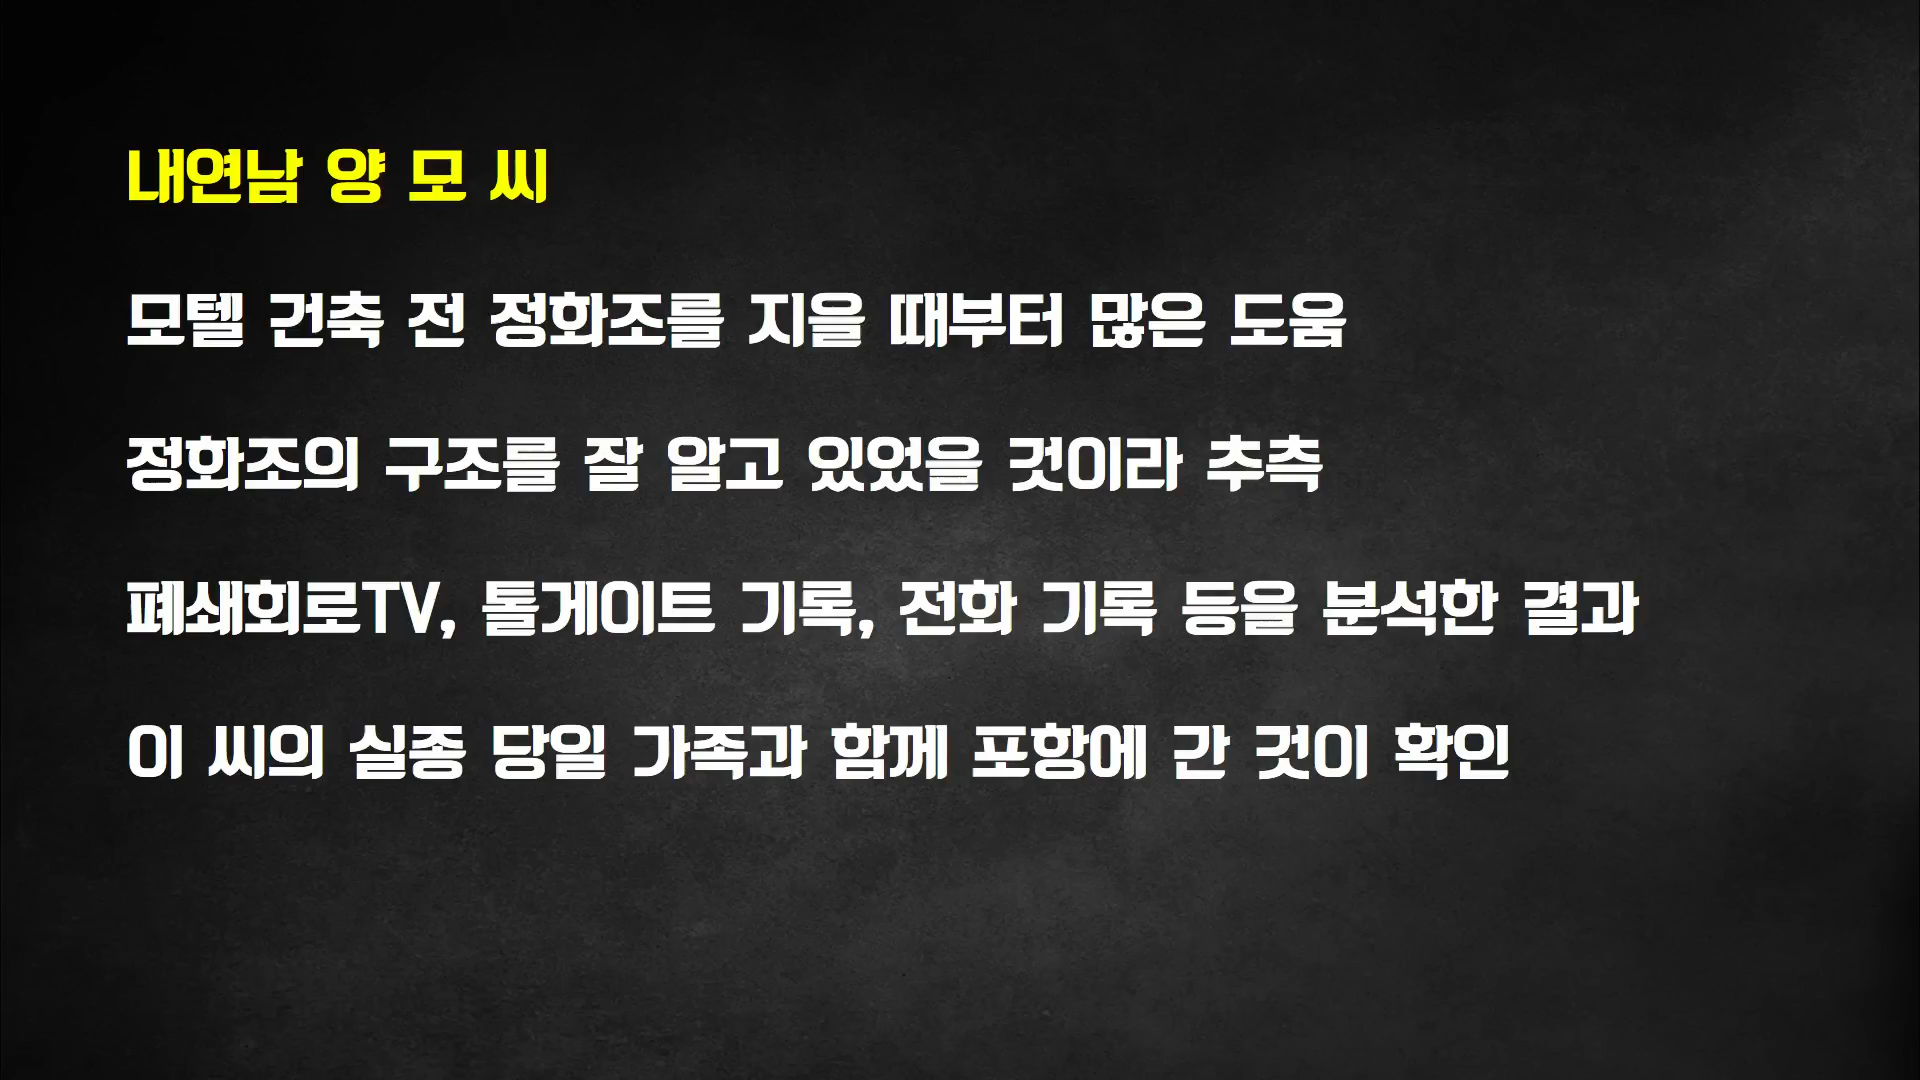 내연남 양 모 씨
모텔 건축 전 정화조를 지을 때부터 많은 도움
정화조의 구조를 잘 알고 있었을 것이라 추측
폐쇄회로TV, 톨게이트 기록, 전화 기록 등을 분석한 결과
이 씨의 실종 당일 가족과 함께 포항에 간 것이 확인